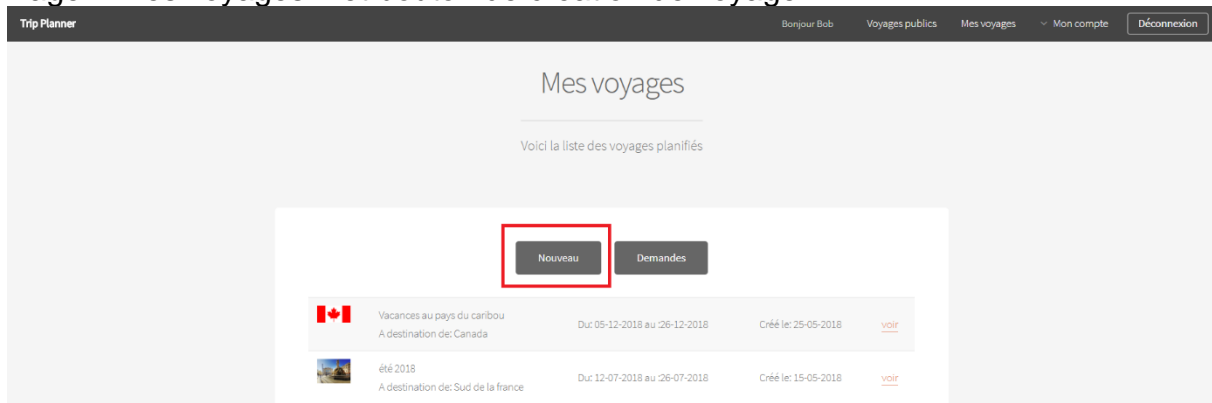 Trip Planner Bonjour Bob Voyages publics Mes voyages Mon compte Déconnexion
Mes voyages
Voici la liste des voyages planifiés
Nouveau Demandes
Vacances au pays du caribou
A destination de: Canada
Du: 05-12-2018 au :26-12-2018 Créé le: 25-05-2018 voir
été 2018
A destination de: Sud de la france
Du: 12-07-2018 au :26-07-2018 Créé le: 15-05-2018 voir